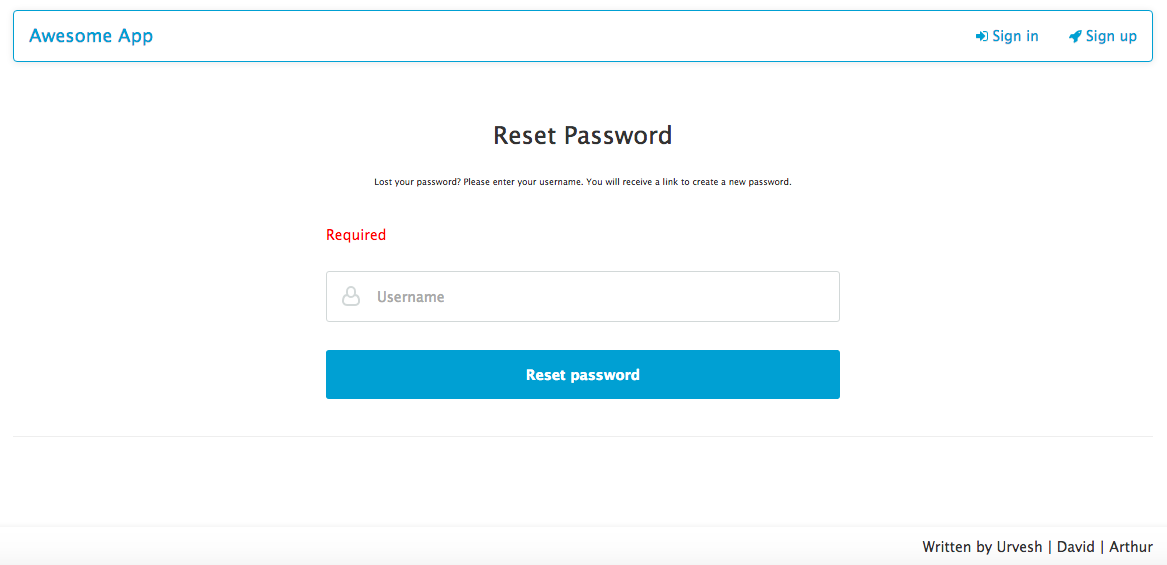 Awesome App Sign in Sign up
Reset Password
Lost your password? Please enter your username. You will receive a link to create a new password.
Required
Username
Reset password
Written by Urvesh | David | Arthur